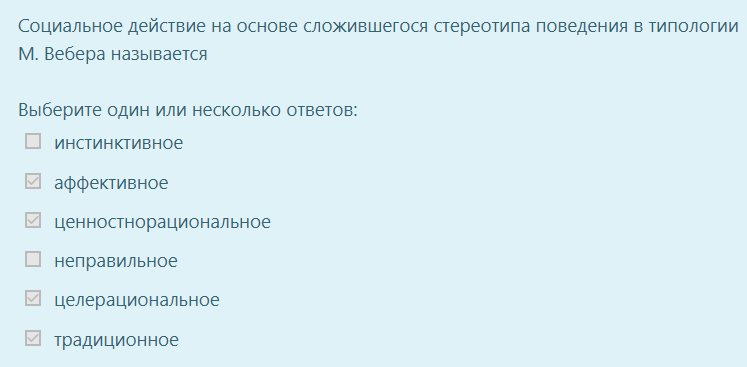 Социальное действие на основе сложившегося стереотипа поведения в типологии
М. Вебера называется
Выберите один или несколько ответов:
инстинктивное
аффективное
ценностнорациональное
неправильное
целерациональное
традиционное